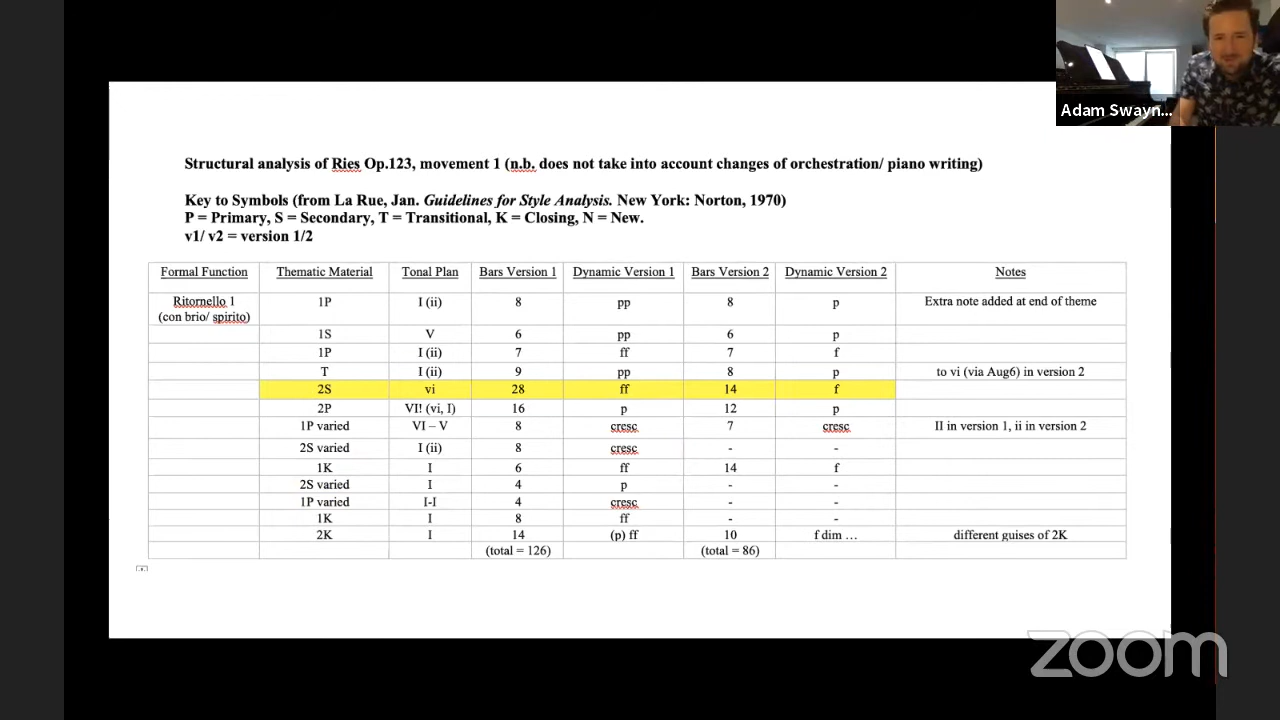 Adam Swayn...
Structural analysis of Ries Op.123, movement 1 (n.b. does not take into account changes of orchestration/ piano writing)
Key to Symbols (from La Rue, Jan. Guidelines for Style Analysis. New York: Norton, 1970)
P = Primary, S = Secondary, T = Transitional, K = Closing, N = New.
v1/ v2 = version 1/2
Formal Function Thematic Material Tonal Plan Bars Version 1 Dynamic Version 1 Bars Version 2 Dynamic Version 2 Notes
Ritornello 1 1P I (ii) 8 pp 8 p Extra note added at end of theme
(con brio/ spirito)
1S V 6 pp 6 p
1P I (ii) 7 ff 7 f
T I (ii) 9 pp 8 p to vi (via Aug6) in version 2
2S vi 28 ff 14 f
2P VI! (vi, I) 16 p 12 p
1P varied VI – V 8 cresc 7 cresc II in version 1, ii in version 2
2S varied I (ii) 8 cresc - -
1K I 6 ff 14 f
2S varied I 4 p - -
1P varied I-I 4 cresc - -
1K I 8 ff - -
2K I 14 (p) ff 10 f dim … different guises of 2K
(total = 126) (total = 86)
zoom